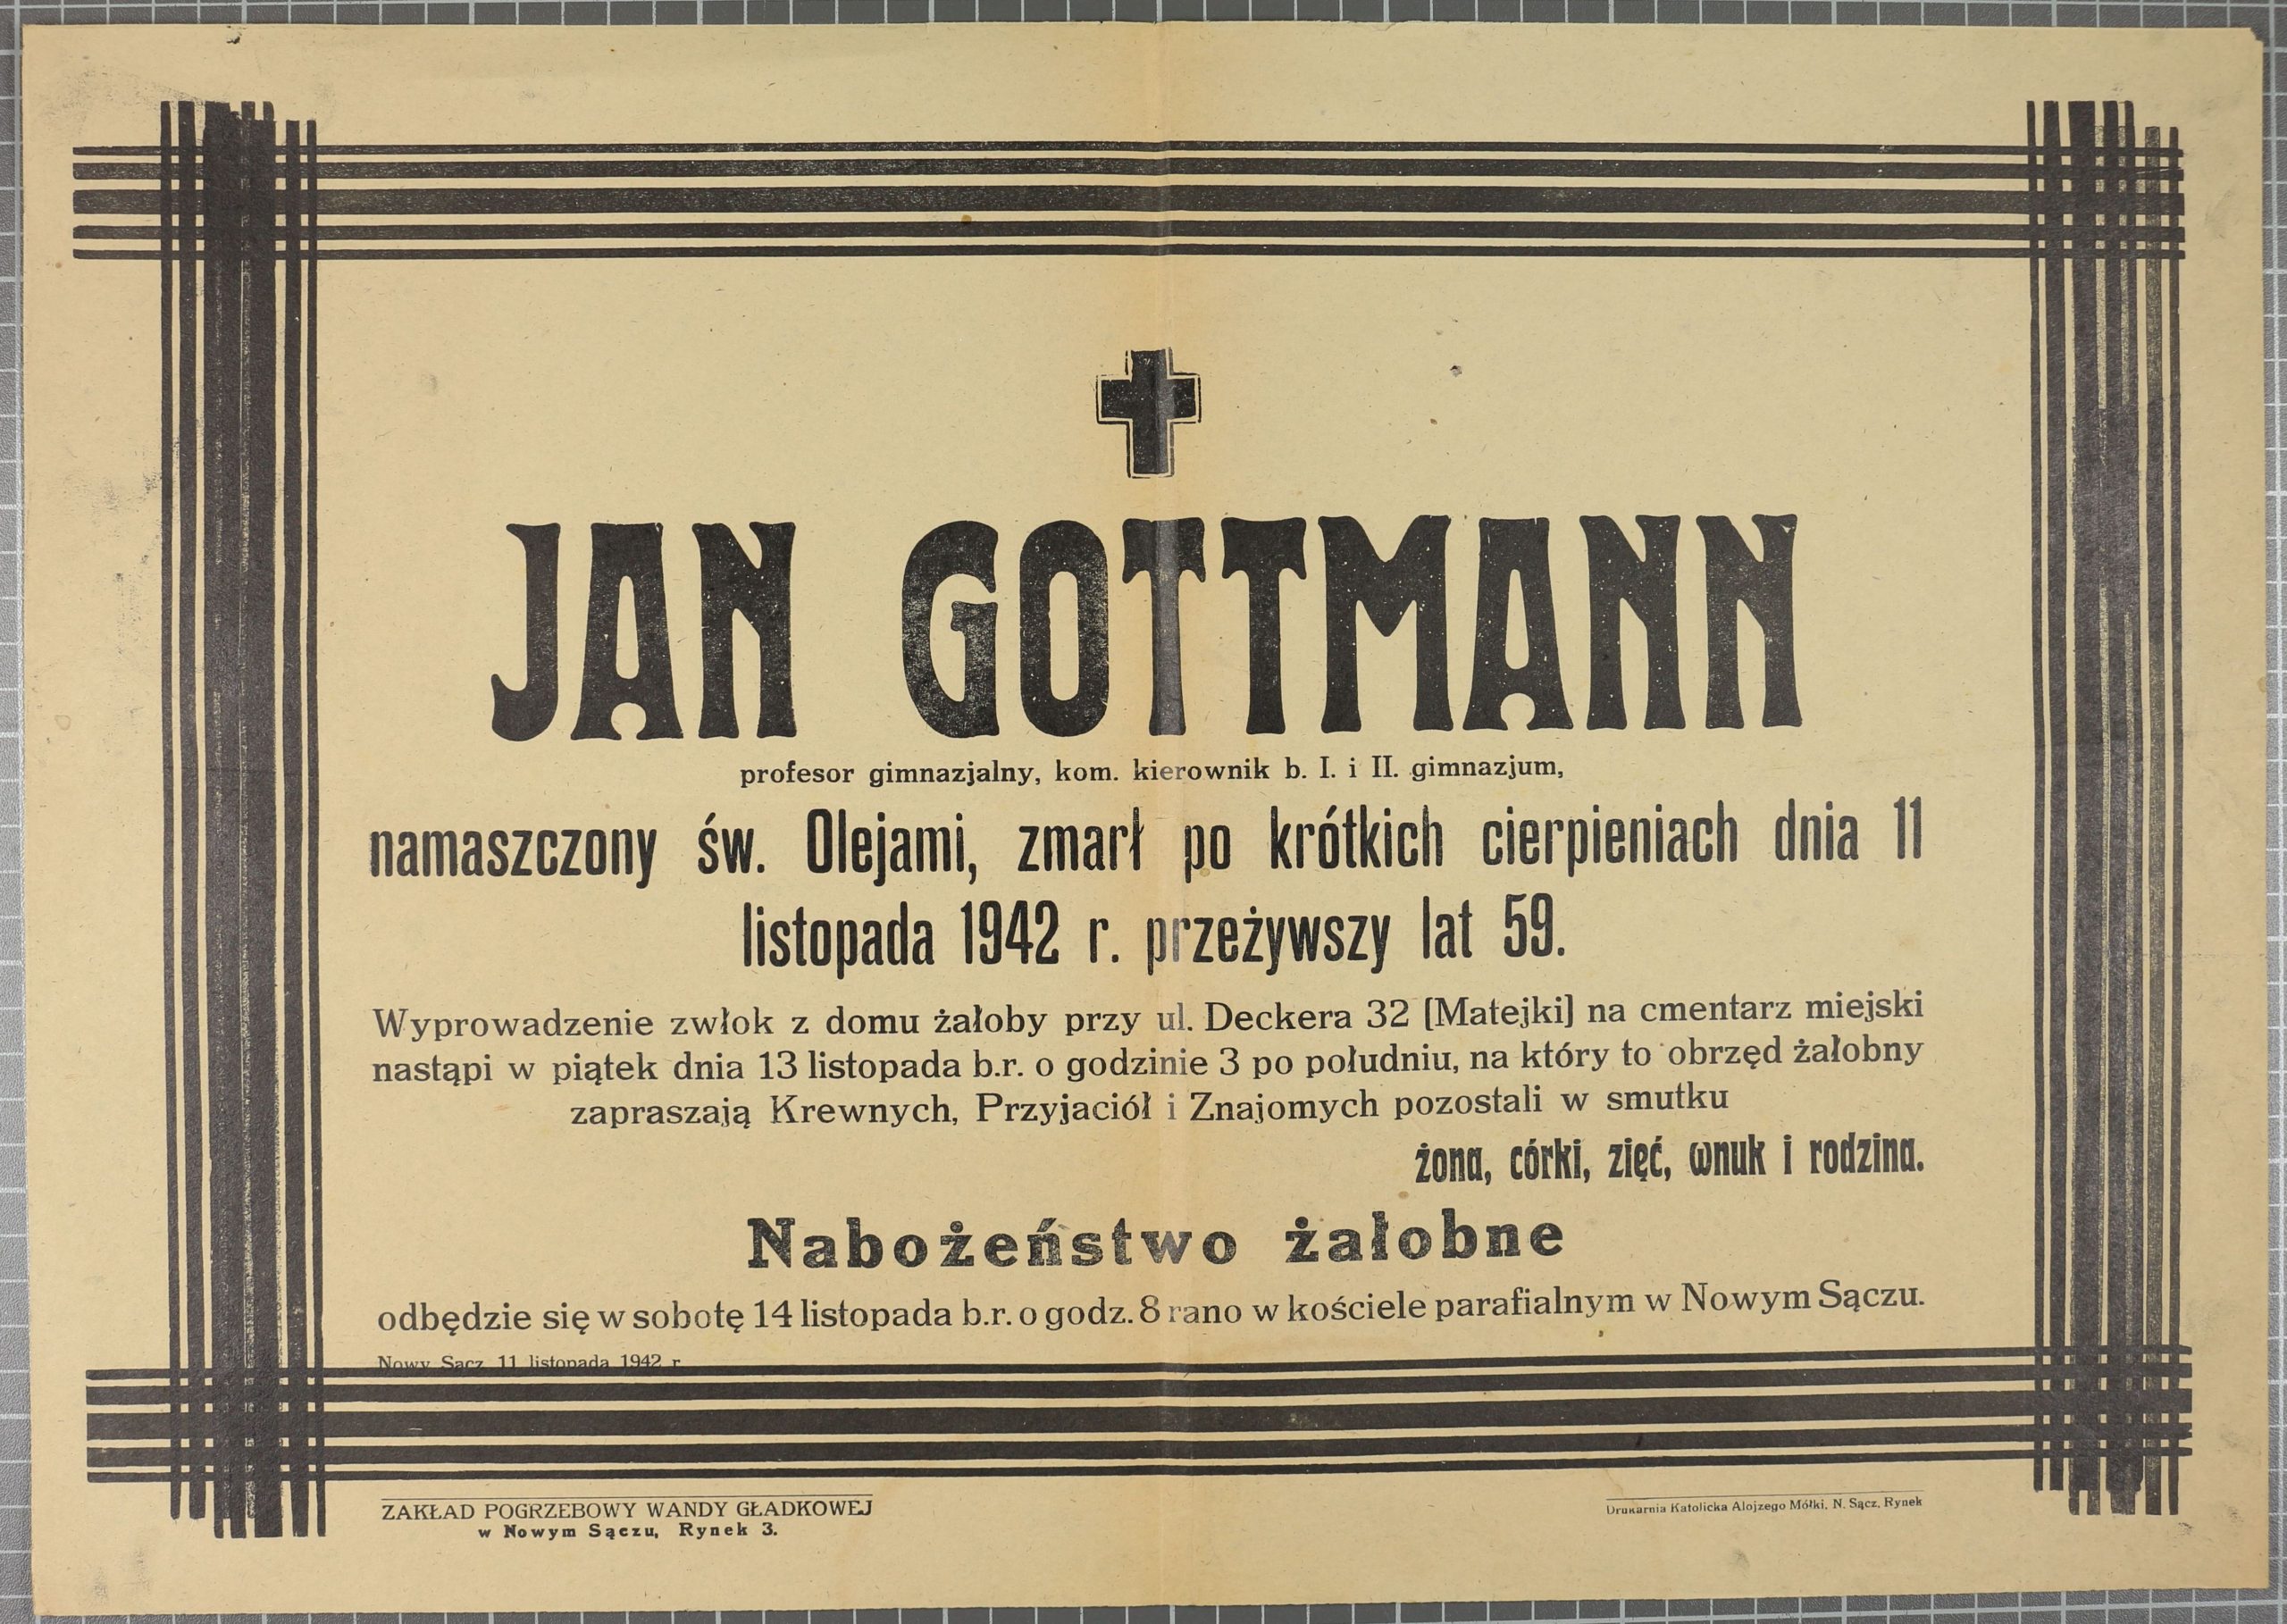 JAN GOTTMANN
profesor gimnazjalny, kom. kierownik b. I. i II. gimnazjum,
namaszczony św. Olejami, zmarł po krótkich cierpieniach dnia 11
listopada 1942 r. przeżywszy lat 59.
Wyprowadzenie zwłok z domu żałoby przy ul. Deckera 32 [Matejki] na cmentarz miejski
nastąpi w piątek dnia 13 listopada b.r. o godzinie 3 po południu, na który to obrzęd żałobny
zapraszają Krewnych, Przyjaciół i Znajomych pozostali w smutku
żona, córki, zięć, wnuk i rodzina.
Nabożeństwo żałobne
odbędzie się w sobotę 14 listopada b.r. o godz. 8 rano w kościele parafialnym w Nowym Sączu.
Nowy Sącz, 11 listopada 1942 r.
ZAKŁAD POGRZEBOWY WANDY GŁADKOWEJ
w Nowym Sączu, Rynek 3.
Drukarnia Katolicka Alojzego Mółki, N. Sącz, Rynek